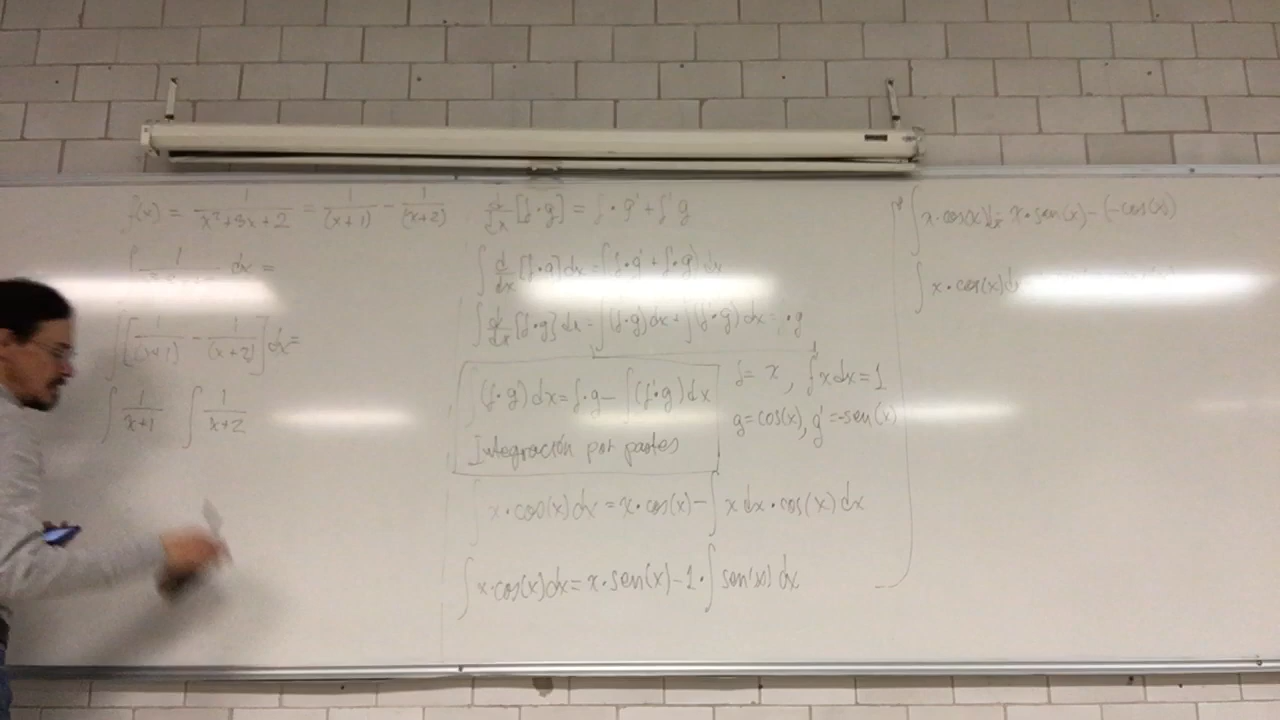 f(x) = 1/(x²+3x+2) = 1/(x+1) - 1/(x+2)
dx =
∫[1/(x+1) - 1/(x+2)]dx=
∫ 1/(x+1) ∫ 1/(x+2)
d/dx [f·g] = f·g' + f' g
∫ d/dx [f·g]dx = ∫(f·g' + f'·g) dx
∫ d/dx [f·g] dx = ∫(f·g')dx + ∫(f'·g) dx = f·g
∫(f·g') dx = f·g - ∫(f'·g) dx
Integración por partes
f = x, ∫x dx = 1
g = cos(x), g' = -sen(x)
∫ x·cos(x) dx = x·cos(x) - ∫ x dx · cos(x) dx
∫ x·cos(x)dx = x·sen(x) - 1·∫ sen(x) dx
∫ x·cos(x)dx = x·sen(x) - (-cos(x))
∫ x·cos(x)dx